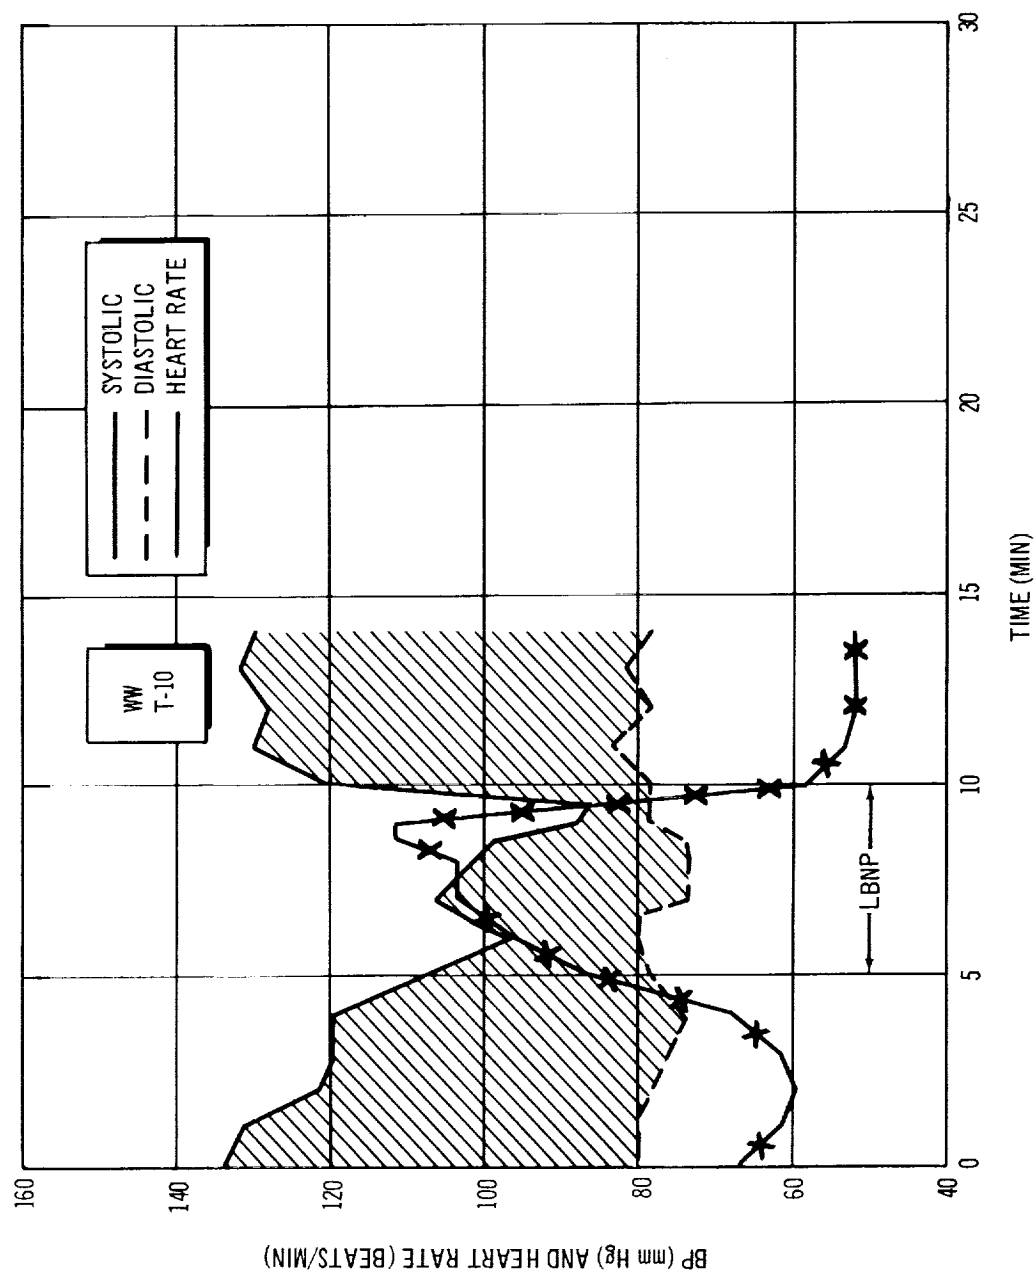 WW
T-10
SYSTOLIC
DIASTOLIC
HEART RATE
BP (mm Hg) AND HEART RATE (BEATS/MIN)
160
140
120
100
80
60
40
LBNP
0 5 10 15 20 25 30
TIME (MIN)